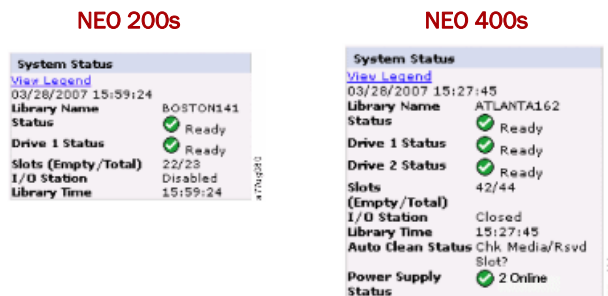 NEO 200s
System Status
View Legend
03/28/2007 15:59:24
Library Name BOSTON141
Status Ready
Drive 1 Status Ready
Slots (Empty/Total) 22/23
I/O Station Disabled
Library Time 15:59:24
NEO 400s
System Status
View Legend
03/28/2007 15:27:45
Library Name ATLANTA162
Status Ready
Drive 1 Status Ready
Drive 2 Status Ready
Slots 42/44
(Empty/Total)
I/O Station Closed
Library Time 15:27:45
Auto Clean Status Chk Media/Rsvd
Slot?
Power Supply 2 Online
Status